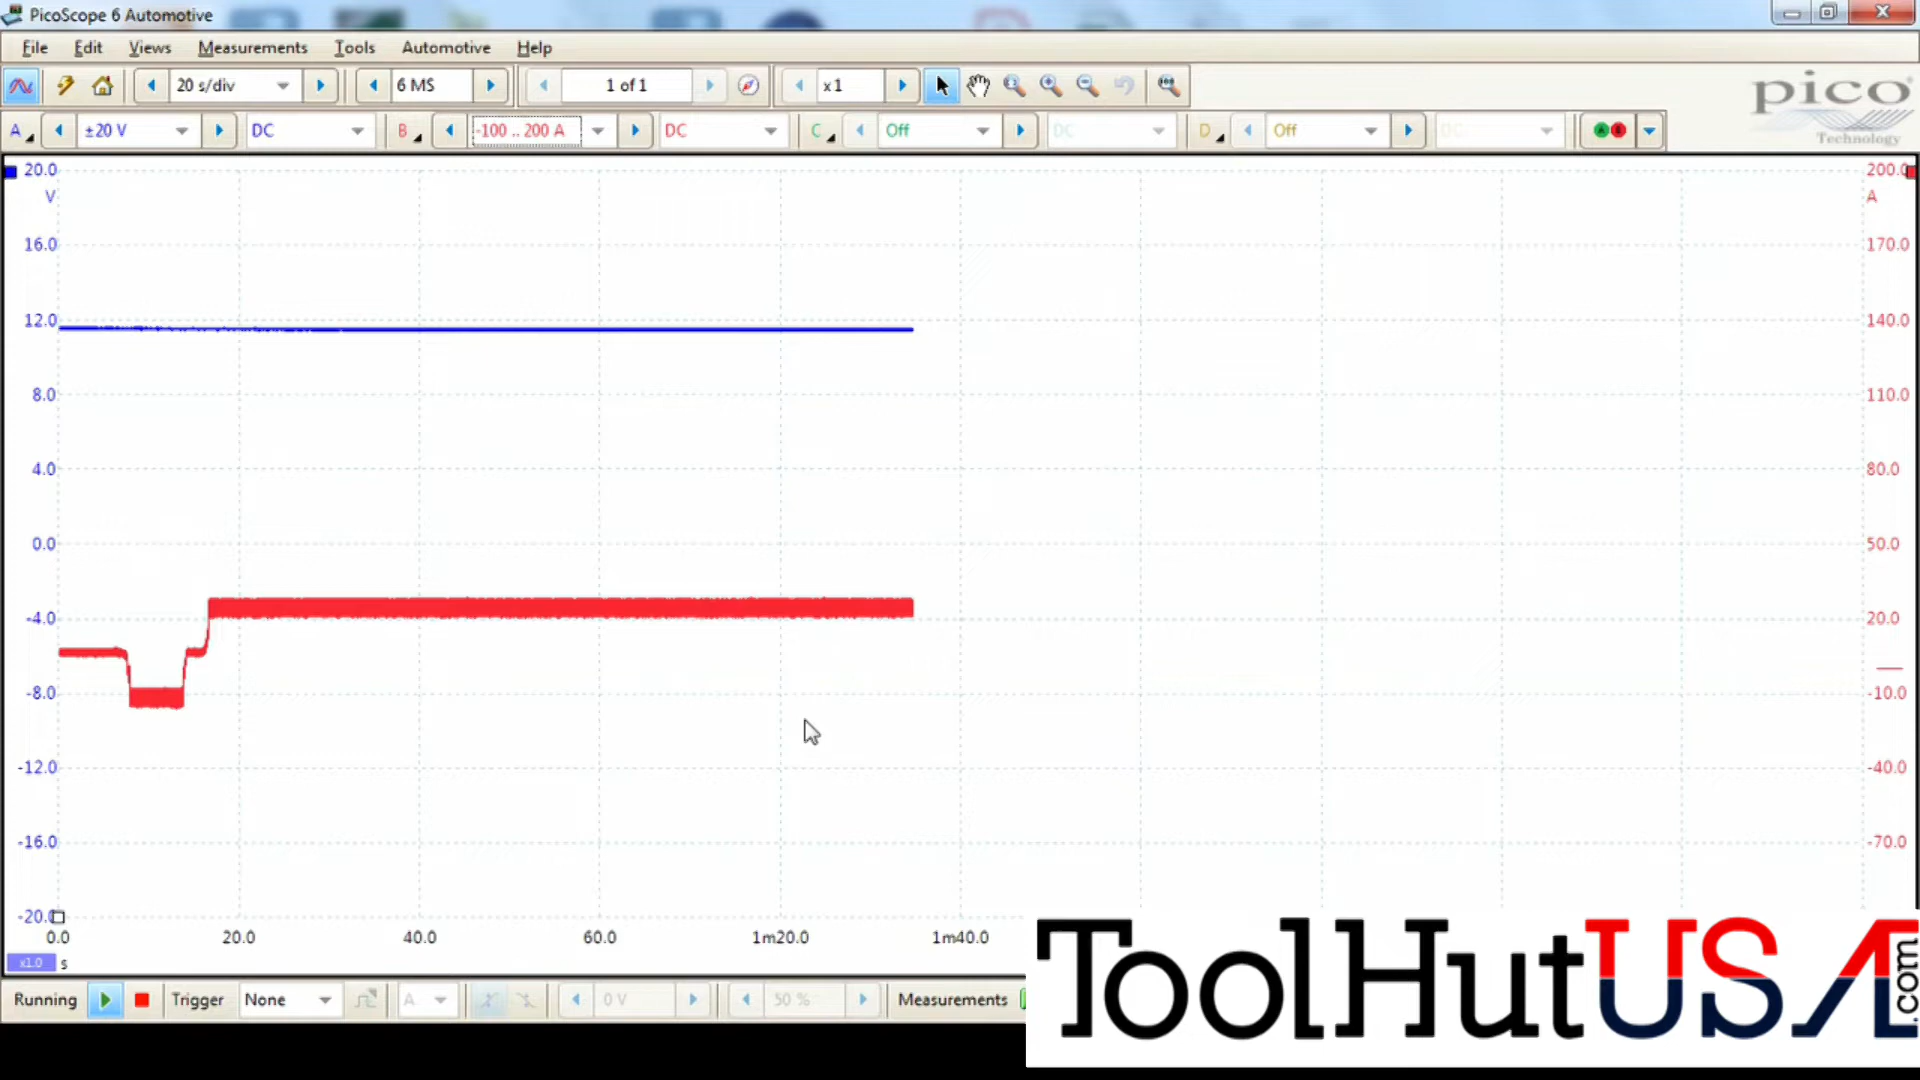 PicoScope 6 Automotive
File Edit Views Measurements Tools Automotive Help
20 s/div 6 MS 1 of 1 x1
pico
Technology
A ±20 V DC B -100 .. 200 A DC C Off DC D Off DC
20.0 200.0
V A
16.0 170.0
12.0 140.0
8.0 110.0
4.0 80.0
0.0 50.0
-4.0 20.0
-8.0 -10.0
-12.0 -40.0
-16.0 -70.0
-20.0
0.0 20.0 40.0 60.0 1m20.0 1m40.0
x1.0 s
Running Trigger None A 0 V 50 % Measurements
ToolHutUSA.com